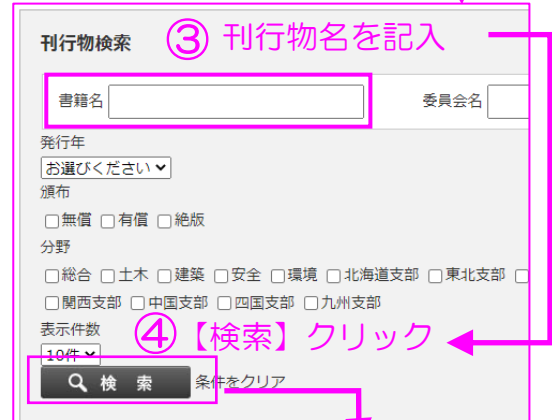 刊行物検索 ③ 刊行物名を記入
書籍名 委員会名
発行年
お選びください
頒布
無償 有償 絶版
分野
総合 土木 建築 安全 環境 北海道支部 東北支部
関西支部 中国支部 四国支部 九州支部
表示件数 ④【検索】クリック
10件
検 索 条件をクリア